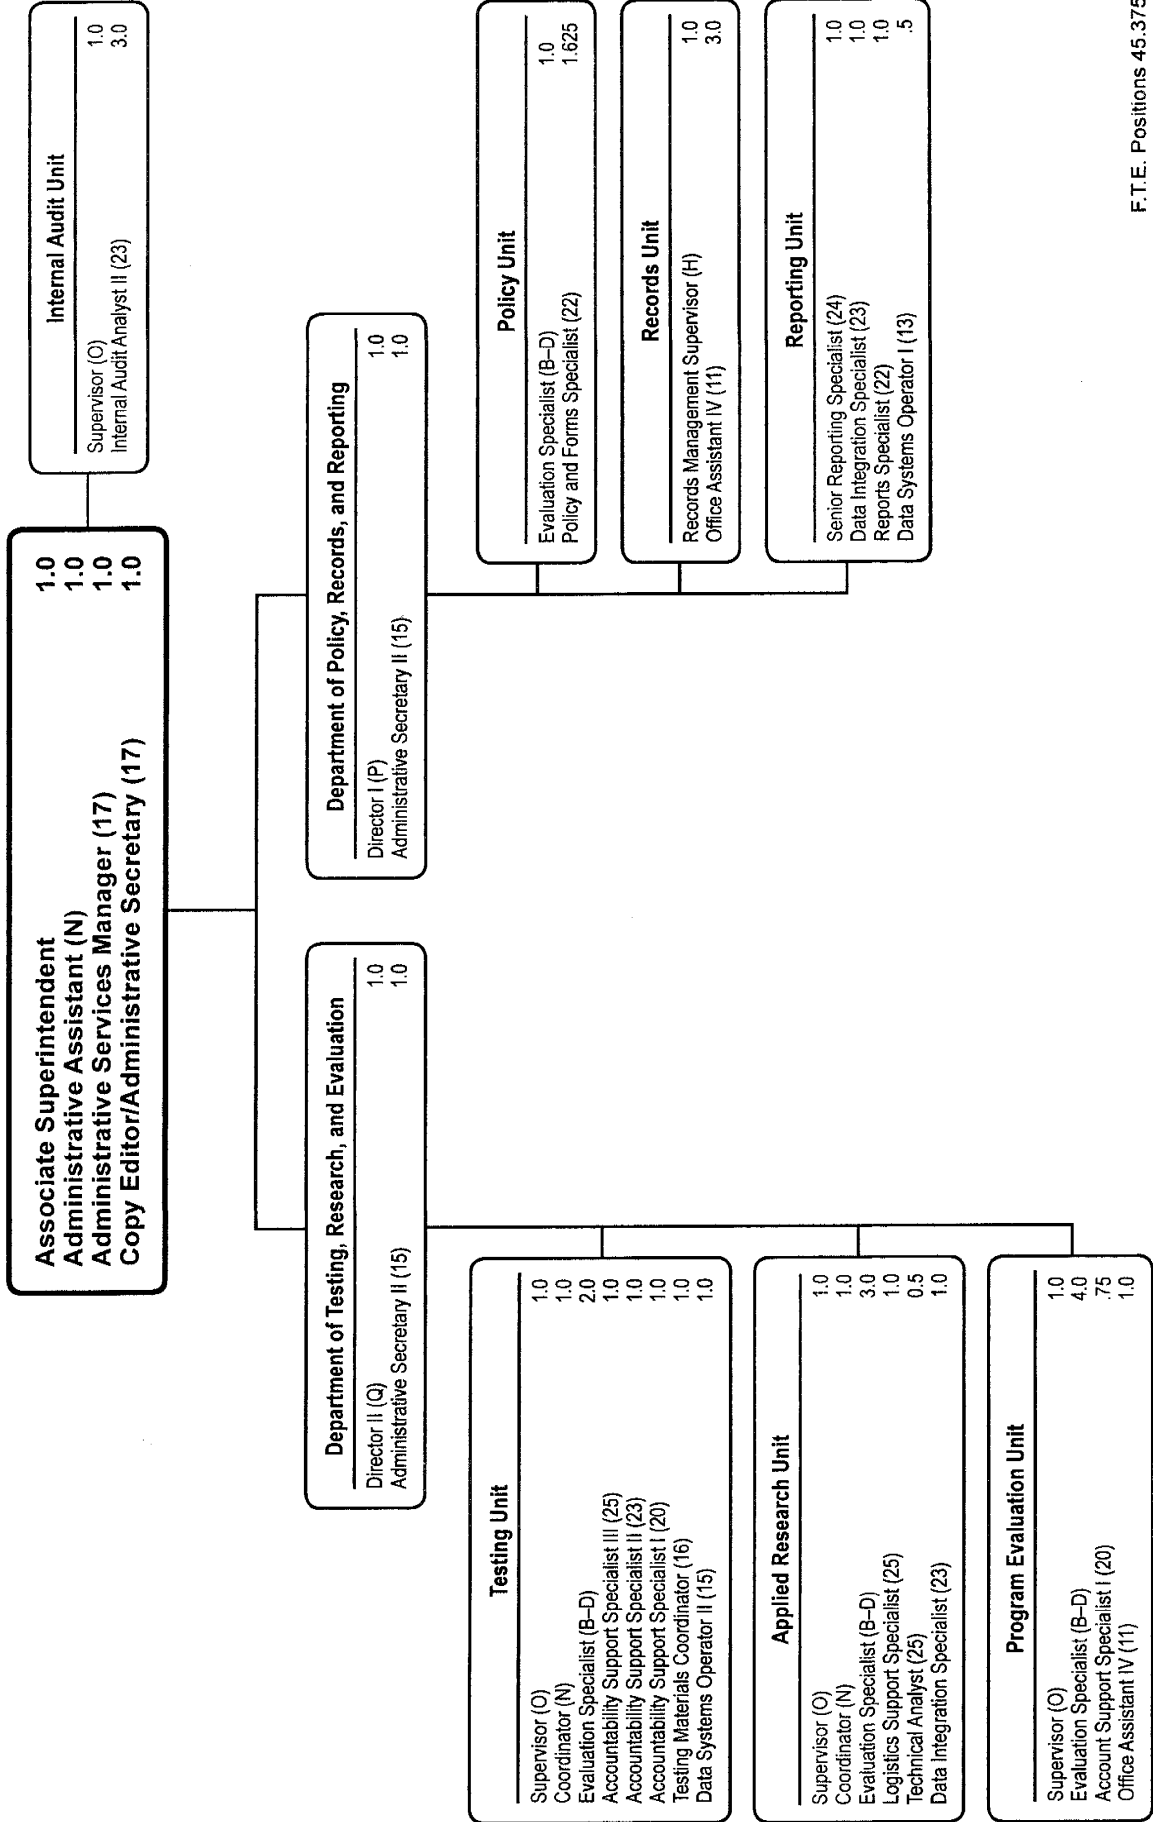 Associate Superintendent 1.0
Administrative Assistant (N) 1.0
Administrative Services Manager (17) 1.0
Copy Editor/Administrative Secretary (17) 1.0
Internal Audit Unit
Supervisor (O) 1.0
Internal Audit Analyst II (23) 3.0
Department of Testing, Research, and Evaluation
Director II (Q) 1.0
Administrative Secretary II (15) 1.0
Department of Policy, Records, and Reporting
Director I (P) 1.0
Administrative Secretary II (15) 1.0
Testing Unit
Supervisor (O) 1.0
Coordinator (N) 1.0
Evaluation Specialist (B–D) 2.0
Accountability Support Specialist III (25) 1.0
Accountability Support Specialist II (23) 1.0
Accountability Support Specialist I (20) 1.0
Testing Materials Coordinator (16) 1.0
Data Systems Operator II (15) 1.0
Applied Research Unit
Supervisor (O) 1.0
Coordinator (N) 1.0
Evaluation Specialist (B–D) 3.0
Logistics Support Specialist (25) 1.0
Technical Analyst (25) 0.5
Data Integration Specialist (23) 1.0
Program Evaluation Unit
Supervisor (O) 1.0
Evaluation Specialist (B–D) 4.0
Account Support Specialist I (20) .75
Office Assistant IV (11) 1.0
Policy Unit
Evaluation Specialist (B–D) 1.0
Policy and Forms Specialist (22) 1.625
Records Unit
Records Management Supervisor (H) 1.0
Office Assistant IV (11) 3.0
Reporting Unit
Senior Reporting Specialist (24) 1.0
Data Integration Specialist (23) 1.0
Reports Specialist (22) 1.0
Data Systems Operator I (13) .5
F.T.E. Positions 45.375